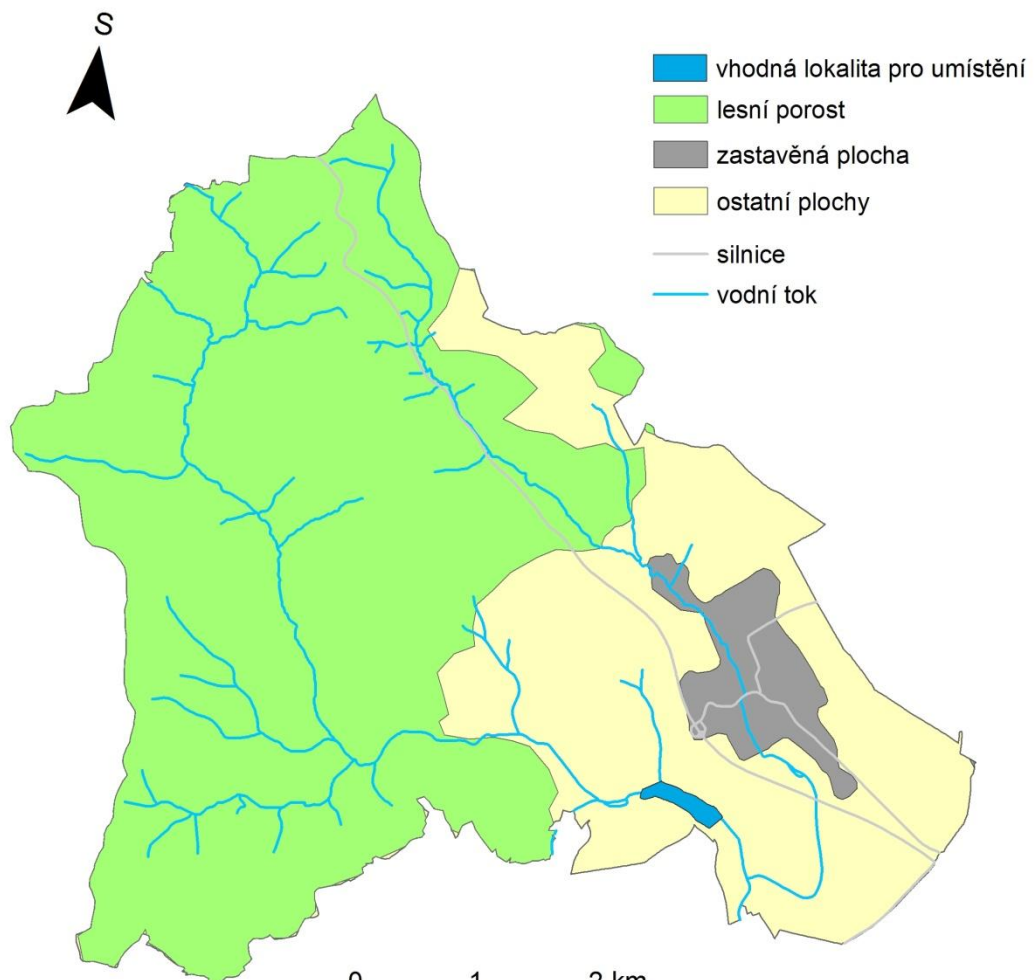 S
vhodná lokalita pro umístění
lesní porost
zastavěná plocha
ostatní plochy
silnice
vodní tok
0 1 2 km